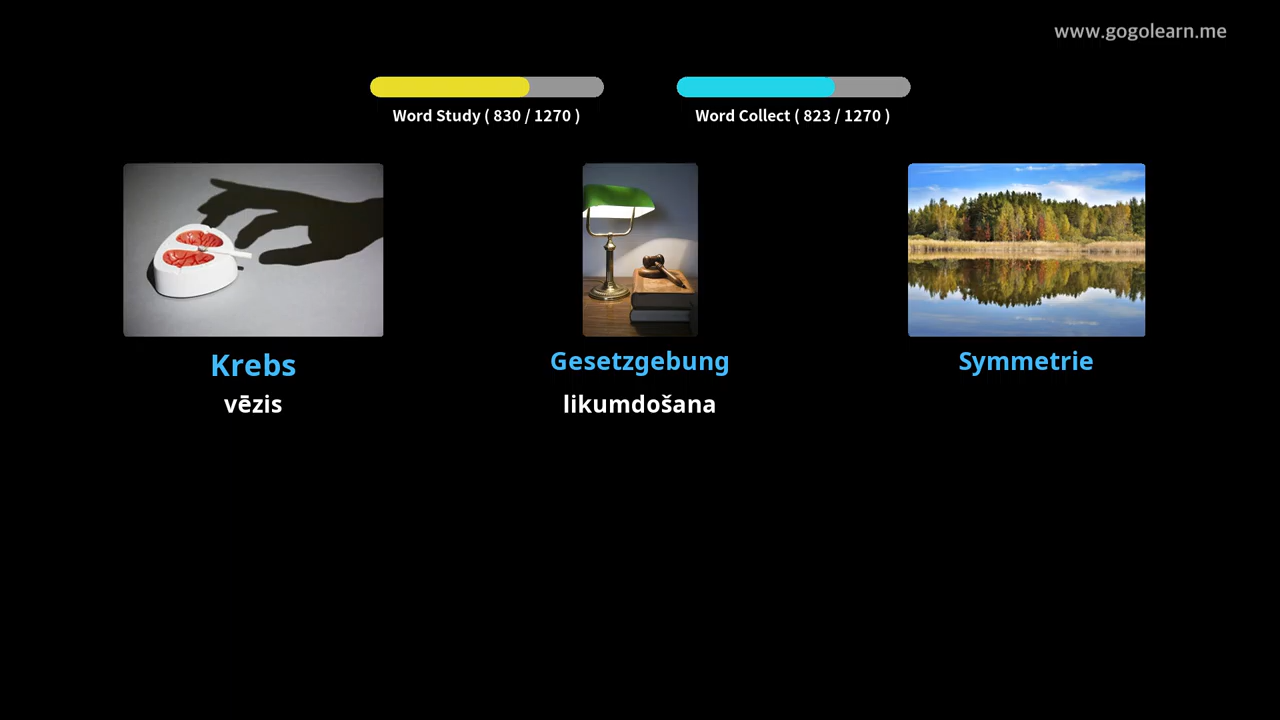 www.gogolearn.me
Word Study ( 830 / 1270 )
Word Collect ( 823 / 1270 )
Krebs
vēzis
Gesetzgebung
likumdošana
Symmetrie